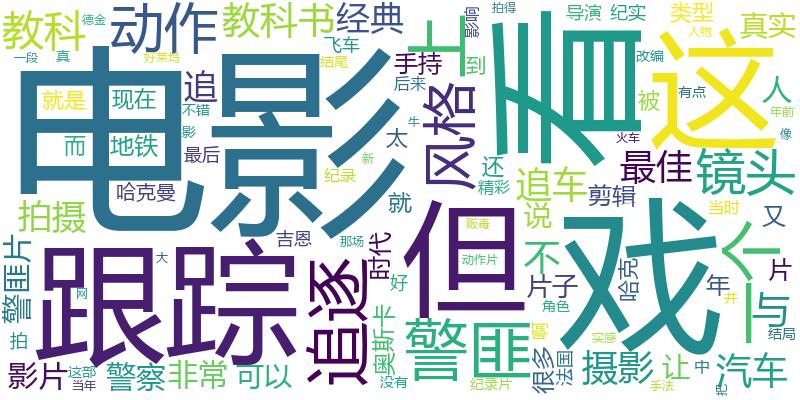 德金
教科
动作
教科书
经典
上
影响
导演
纪实
类型
真实
飞车
拍得
人物
一段
真
好莱坞
结尾
手持
到
改编
电影
追
后来
看
这
就是
现在
不错
风格
被
有点
人
年前
而
地铁
影
太
牛
火车
像
最后
最佳
镜头
哈克曼
纪录
还
新
追车
精彩
剪辑
拍摄
就
但
说
当时
又
贩毒
戏
一个
吉恩
那场
时代
不
警匪片
跟踪
大
追逐
动作片
片子
哈克
年
片
网
好
角色
井
与
拍
奥斯卡
警匪
实感
结局
影片
这部
警察
非常
可以
没有
纪录片
很多
法国
摄影
让
中
汽车
当年
手法
把